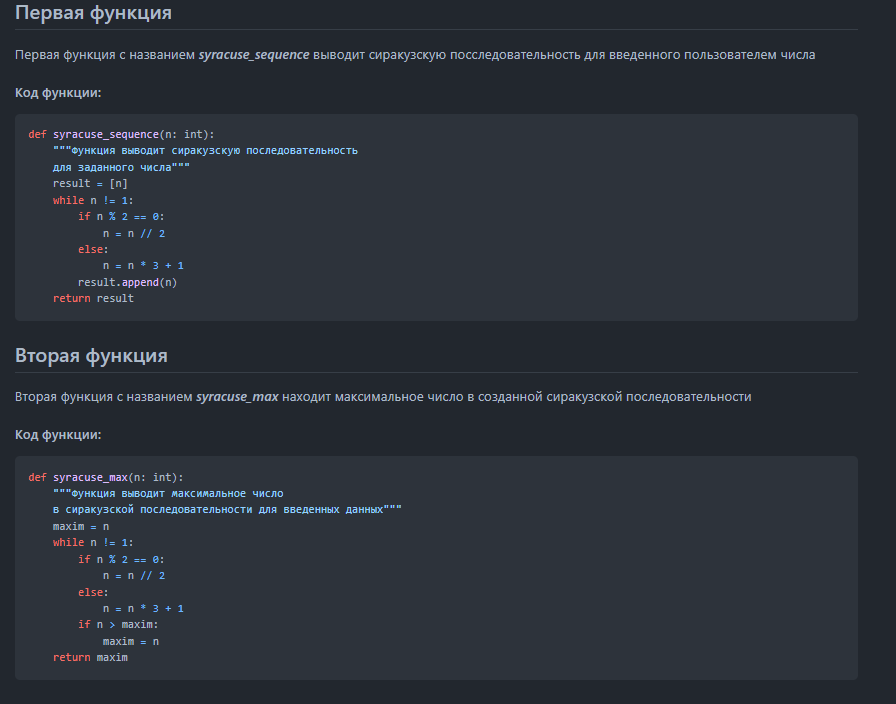 Первая функция
Первая функция с названием syracuse_sequence выводит сиракузскую посследовательность для введенного пользователем числа
Код функции:
def syracuse_sequence(n: int):
    """Функция выводит сиракузскую последовательность
    для заданного числа"""
    result = [n]
    while n != 1:
        if n % 2 == 0:
            n = n // 2
        else:
            n = n * 3 + 1
        result.append(n)
    return result
Вторая функция
Вторая функция с названием syracuse_max находит максимальное число в созданной сиракузской последовательности
Код функции:
def syracuse_max(n: int):
    """Функция выводит максимальное число
    в сиракузской последовательности для введенных данных"""
    maxim = n
    while n != 1:
        if n % 2 == 0:
            n = n // 2
        else:
            n = n * 3 + 1
        if n > maxim:
            maxim = n
    return maxim